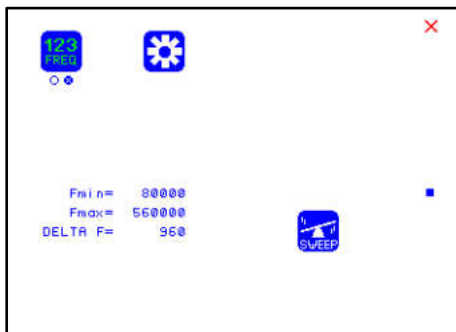 123
FREQ
Fmin= 80000
Fmax= 560000
DELTA F= 960
SWEEP